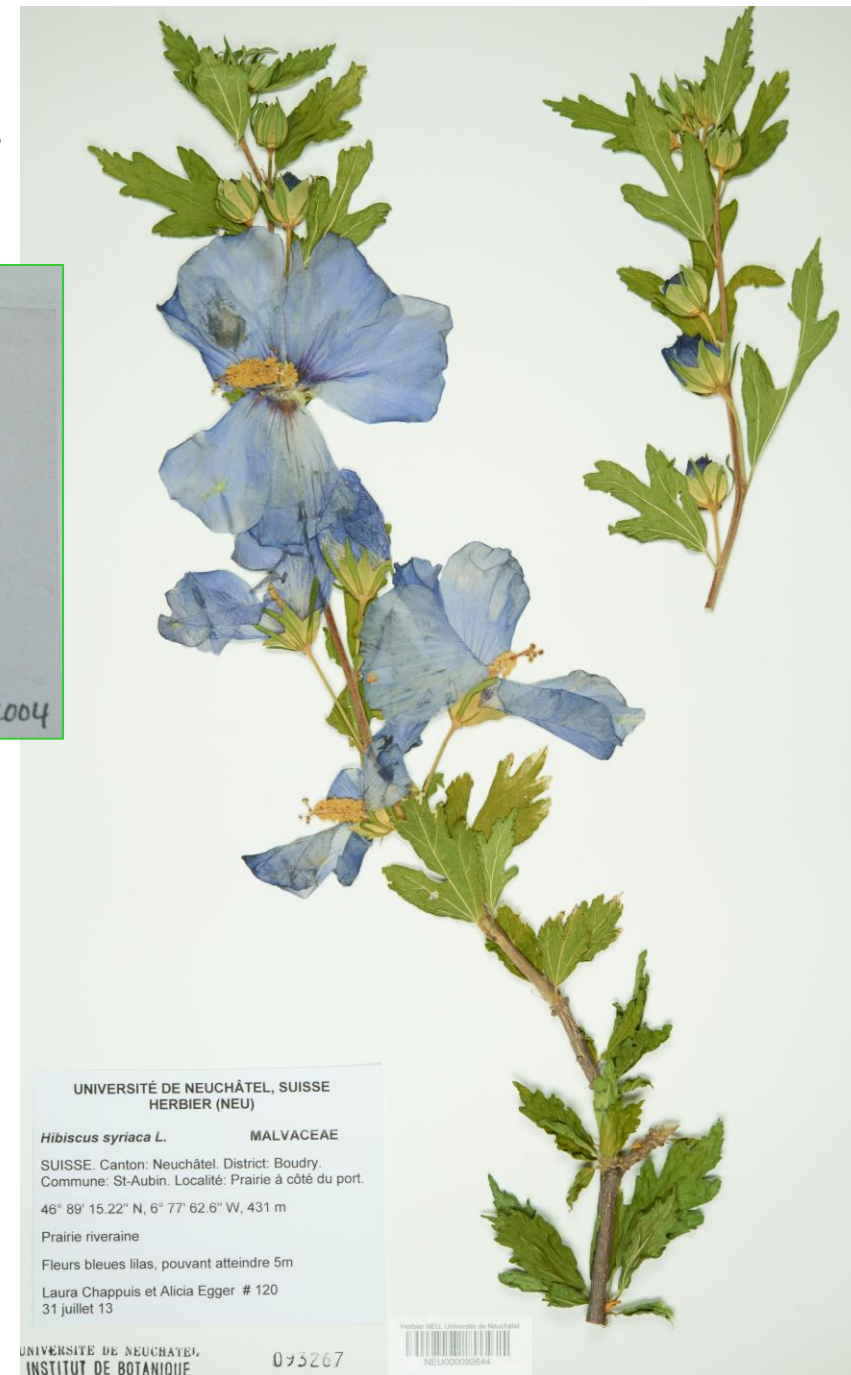 004
UNIVERSITÉ DE NEUCHÂTEL, SUISSE
HERBIER (NEU)
Hibiscus syriaca L. MALVACEAE
SUISSE. Canton: Neuchâtel. District: Boudry.
Commune: St-Aubin. Localité: Prairie à côté du port.
46° 89' 15.22" N, 6° 77' 62.6" W, 431 m
Prairie riveraine
Fleurs bleues lilas, pouvant atteindre 5m
Laura Chappuis et Alicia Egger # 120
31 juillet 13
UNIVERSITE DE NEUCHATEL
INSTITUT DE BOTANIQUE
093267
Herbier NEU, Université de Neuchâtel
NEU000092644